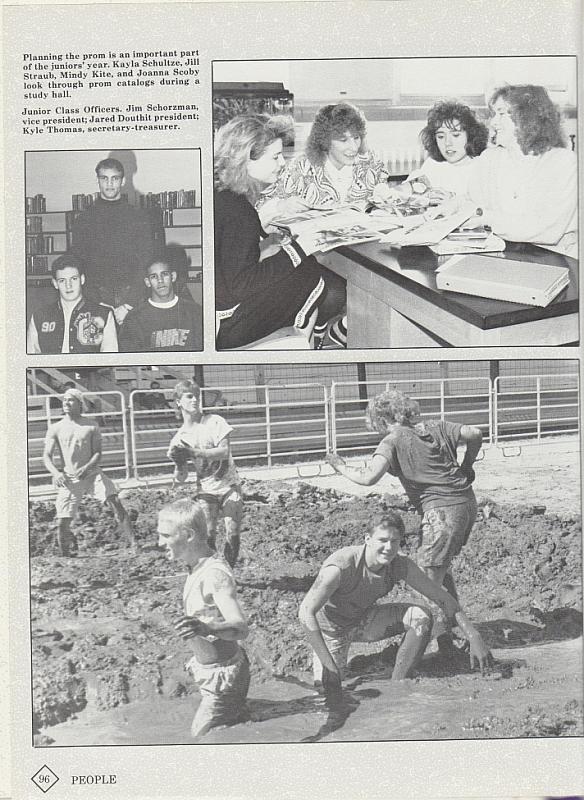 Planning the prom is an important part
of the juniors' year. Kayla Schultze, Jill
Straub, Mindy Kite, and Joanna Scoby
look through prom catalogs during a
study hall.
Junior Class Officers. Jim Schorzman,
vice president; Jared Douthit president;
Kyle Thomas, secretary-treasurer.
90
NIKE
96 PEOPLE